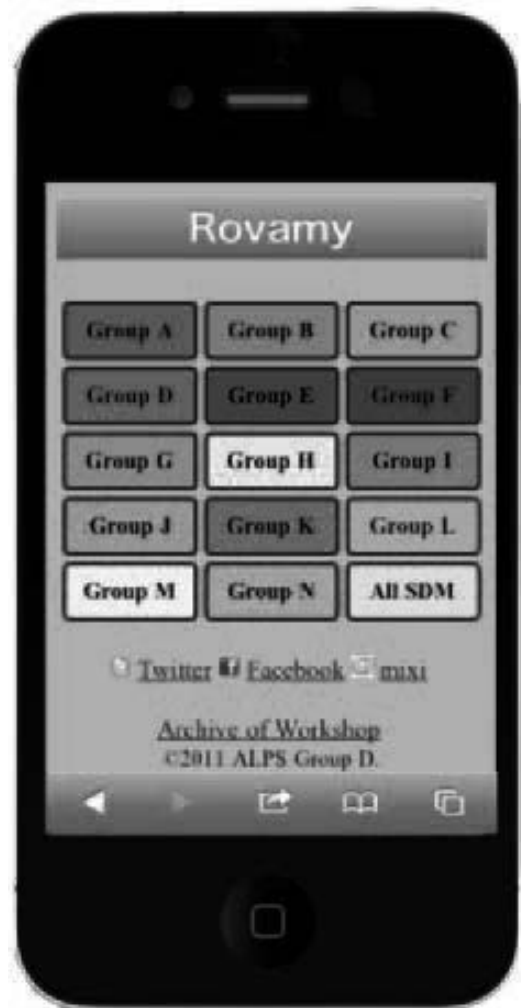 Rovamy
Group A Group B Group C
Group D Group E Group F
Group G Group H Group I
Group J Group K Group L
Group M Group N All SDM
Twitter Facebook mixi
Archive of Workshop
©2011 ALPS Group D.